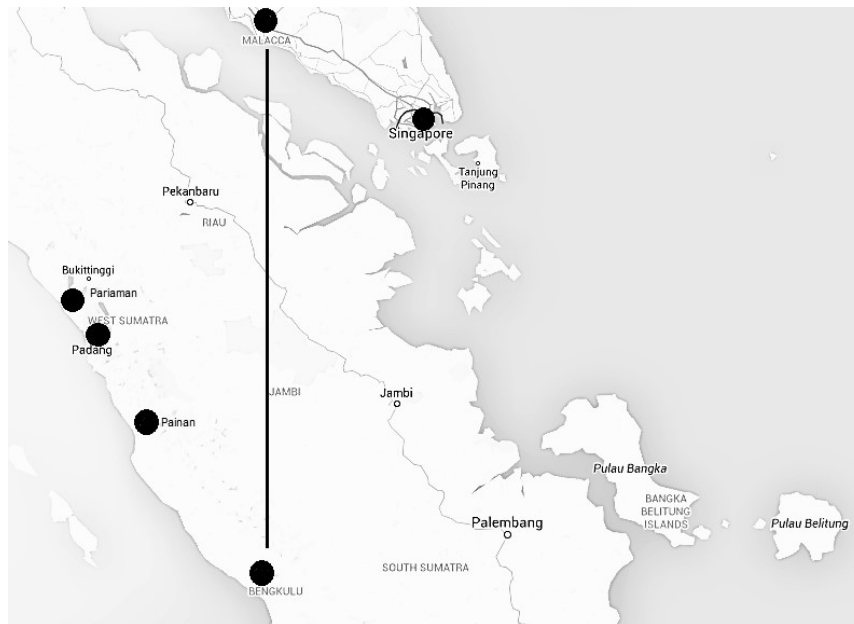 MALACCA
Singapore
Tanjung
Pinang
Pekanbaru
RIAU
Bukittinggi
Pariaman
WEST SUMATRA
Padang
JAMBI
Jambi
Painan
Pulau Bangka
BANGKA
BELITUNG
ISLANDS
Palembang
Pulau Belitung
SOUTH SUMATRA
BENGKULU